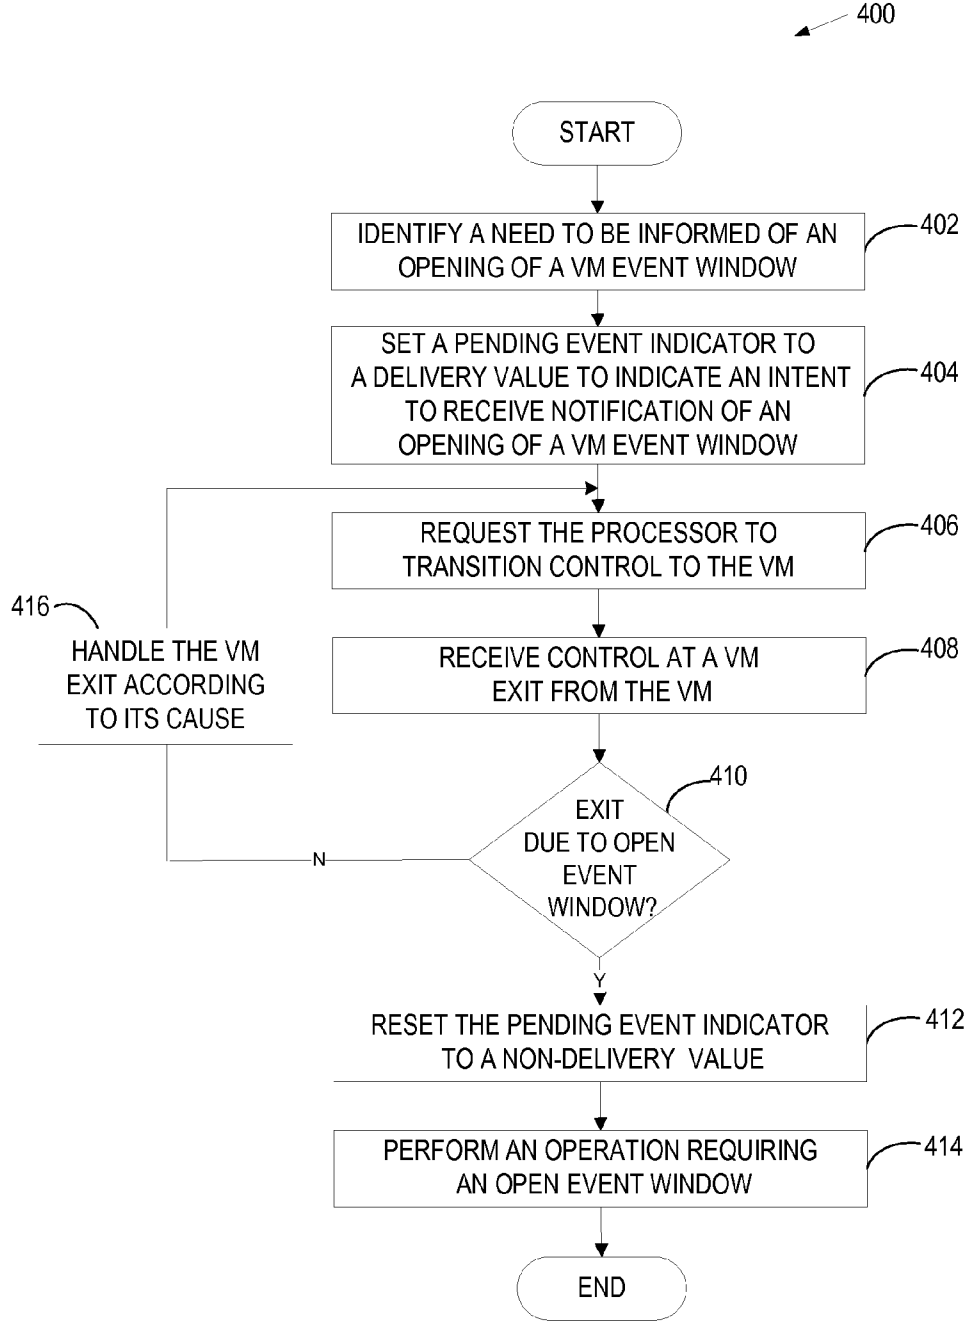 400
START
IDENTIFY A NEED TO BE INFORMED OF AN
OPENING OF A VM EVENT WINDOW
402
SET A PENDING EVENT INDICATOR TO
A DELIVERY VALUE TO INDICATE AN INTENT
TO RECEIVE NOTIFICATION OF AN
OPENING OF A VM EVENT WINDOW
404
REQUEST THE PROCESSOR TO
TRANSITION CONTROL TO THE VM
406
416
HANDLE THE VM
EXIT ACCORDING
TO ITS CAUSE
RECEIVE CONTROL AT A VM
EXIT FROM THE VM
408
410
EXIT
DUE TO OPEN
EVENT
WINDOW?
N
Y
RESET THE PENDING EVENT INDICATOR
TO A NON-DELIVERY VALUE
412
PERFORM AN OPERATION REQUIRING
AN OPEN EVENT WINDOW
414
END